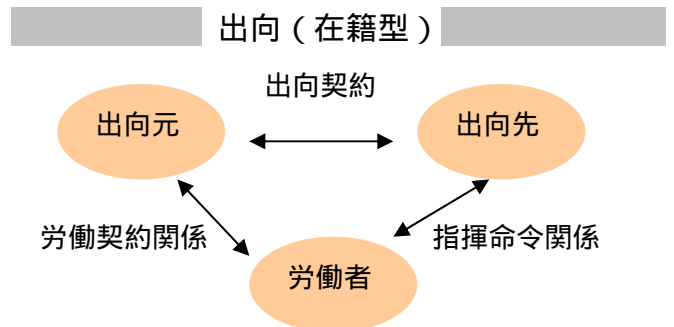 出向（在籍型）
出向契約
出向元
出向先
労働契約関係
指揮命令関係
労働者